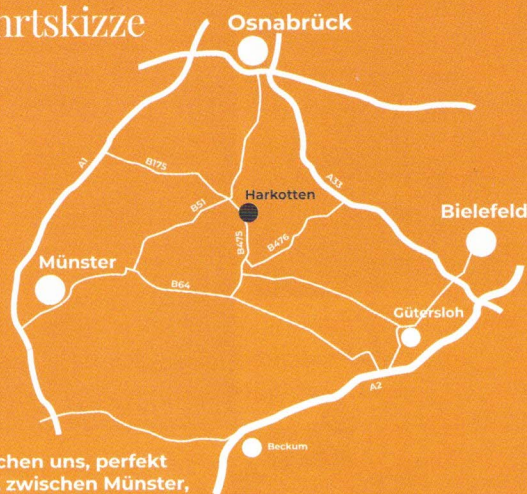 hrtskizze
Osnabrück
A1
B175
A33
Harkotten
B51
Bielefeld
B475
B476
Münster
B64
Gütersloh
A2
Beckum
chen uns, perfekt
zwischen Münster,